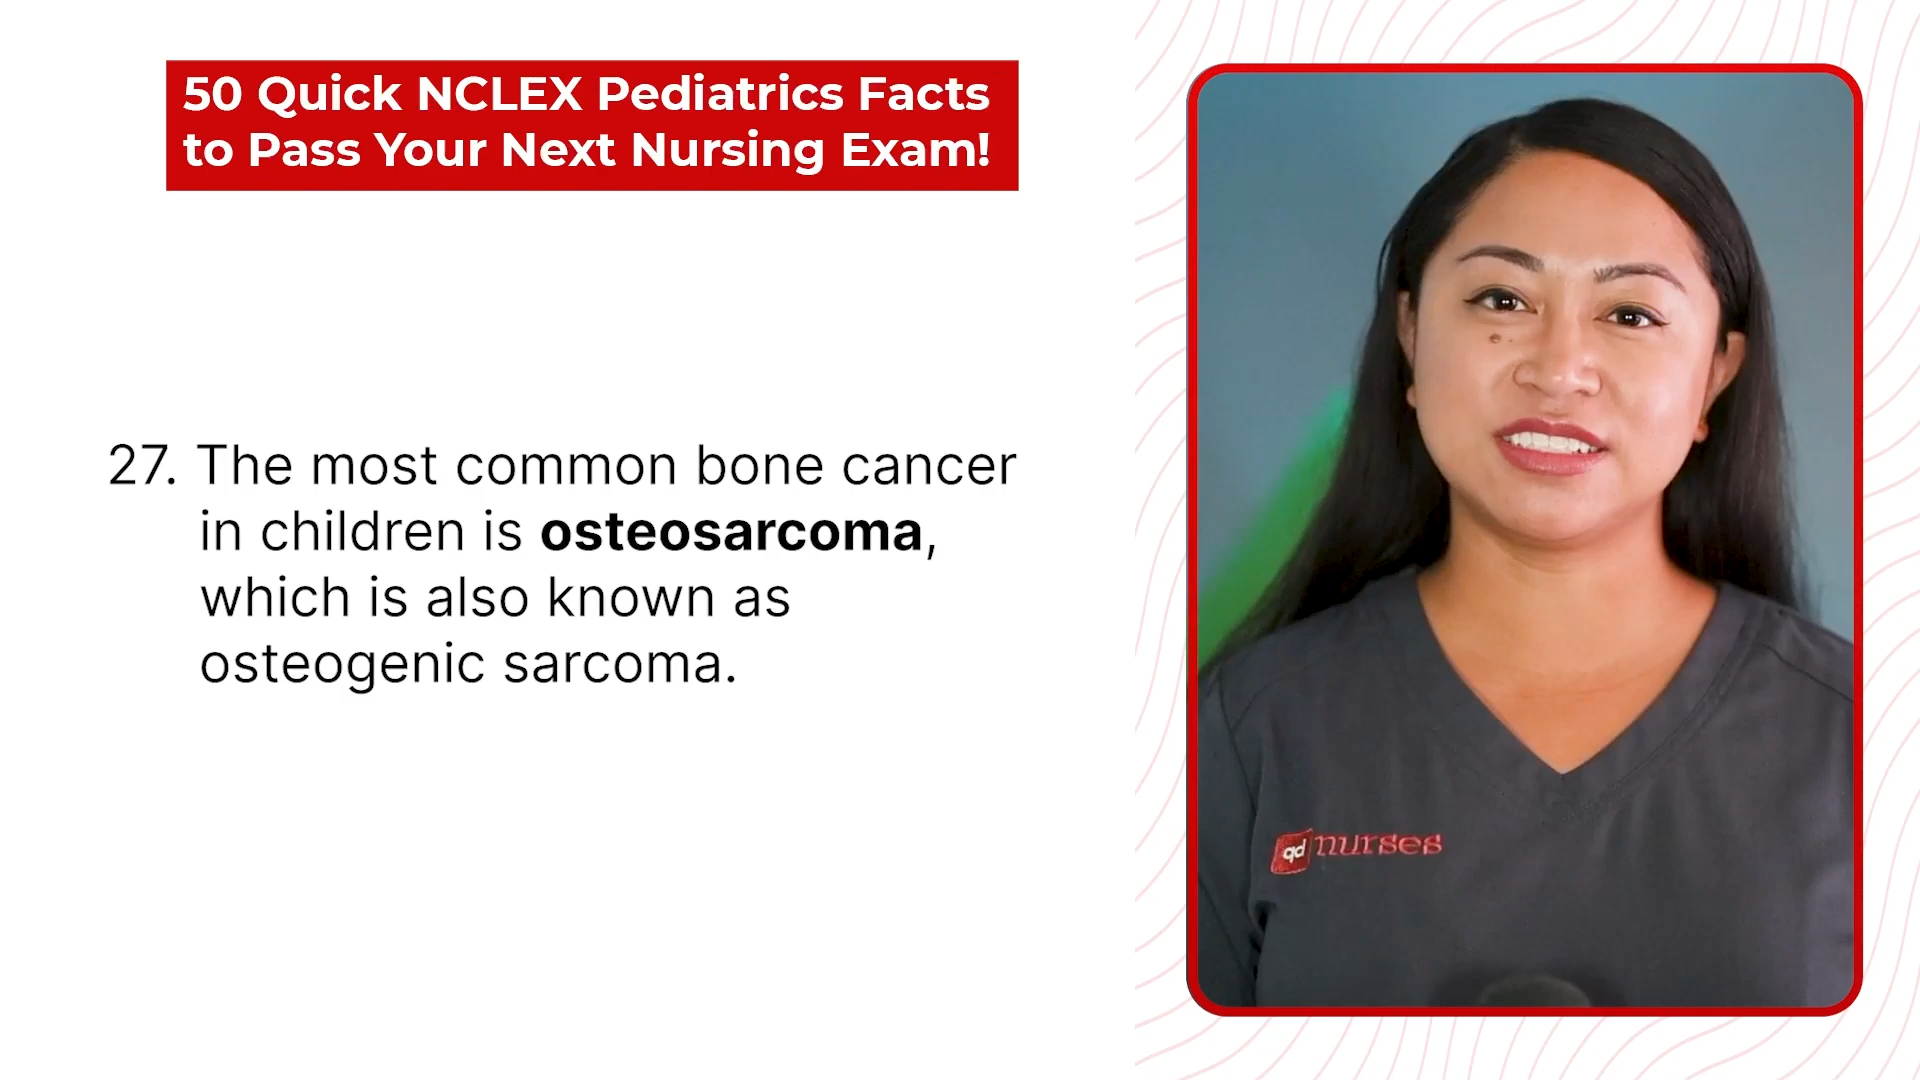 50 Quick NCLEX Pediatrics Facts
to Pass Your Next Nursing Exam!
27. The most common bone cancer
in children is osteosarcoma,
which is also known as
osteogenic sarcoma.
qd nurses